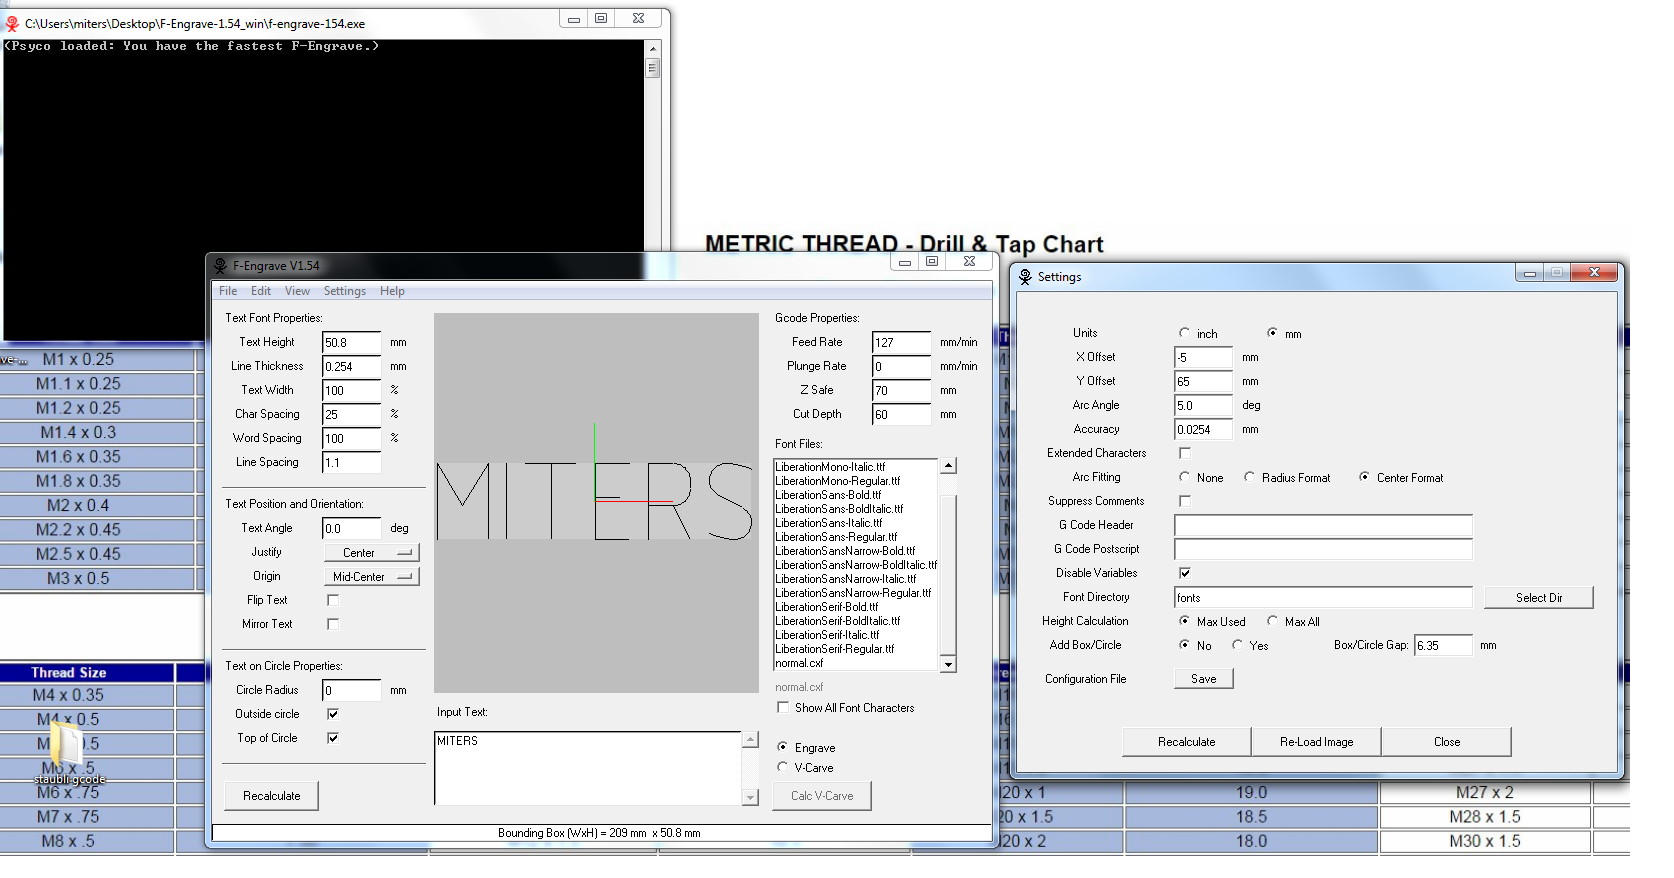 C:\Users\miters\Desktop\F-Engrave-1.54_win\f-engrave-154.exe
(Psyco loaded: You have the fastest F-Engrave.)
METRIC THREAD - Drill & Tap Chart
F-Engrave V1.54
File Edit View Settings Help
Text Font Properties:
Text Height 50.8 mm
Line Thickness 0.254 mm
Text Width 100 %
Char Spacing 25 %
Word Spacing 100 %
Line Spacing 1.1
Text Position and Orientation:
Text Angle 0.0 deg
Justify Center
Origin Mid-Center
Flip Text
Mirror Text
Text on Circle Properties:
Circle Radius 0 mm
Outside circle
Top of Circle
Recalculate
MITERS
Input Text:
MITERS
Gcode Properties:
Feed Rate 127 mm/min
Plunge Rate 0 mm/min
Z Safe 70 mm
Cut Depth 60 mm
Font Files:
LiberationMono-Italic.ttf
LiberationMono-Regular.ttf
LiberationSans-Bold.ttf
LiberationSans-BoldItalic.ttf
LiberationSans-Italic.ttf
LiberationSans-Regular.ttf
LiberationSansNarrow-Bold.ttf
LiberationSansNarrow-BoldItalic.ttf
LiberationSansNarrow-Italic.ttf
LiberationSansNarrow-Regular.ttf
LiberationSerif-Bold.ttf
LiberationSerif-BoldItalic.ttf
LiberationSerif-Italic.ttf
LiberationSerif-Regular.ttf
normal.cxf
normal.cxf
Show All Font Characters
Engrave
V-Carve
Calc V-Carve
Bounding Box (WxH) = 209 mm x 50.8 mm
Settings
Units inch mm
X Offset -5 mm
Y Offset 65 mm
Arc Angle 5.0 deg
Accuracy 0.0254 mm
Extended Characters
Arc Fitting None Radius Format Center Format
Suppress Comments
G Code Header
G Code Postscript
Disable Variables
Font Directory fonts Select Dir
Height Calculation Max Used Max All
Add Box/Circle No Yes Box/Circle Gap: 6.35 mm
Configuration File Save
Recalculate Re-Load Image Close
M1 x 0.25
M1.1 x 0.25
M1.2 x 0.25
M1.4 x 0.3
M1.6 x 0.35
M1.8 x 0.35
M2 x 0.4
M2.2 x 0.45
M2.5 x 0.45
M3 x 0.5
Thread Size
M4 x 0.35
M4 x 0.5
staubli gcode
M6 x .75
M7 x .75
M8 x .5
20 x 1 19.0 M27 x 2
20 x 1.5 18.5 M28 x 1.5
20 x 2 18.0 M30 x 1.5